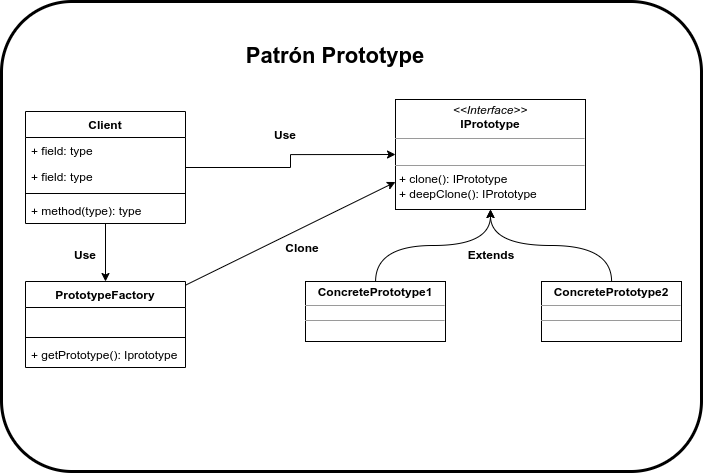 Patrón Prototype
Client
+ field: type
+ field: type
+ method(type): type
Use
<<Interface>>
IPrototype
+ clone(): IPrototype
+ deepClone(): IPrototype
Use
Clone
Extends
PrototypeFactory
+ getPrototype(): Iprototype
ConcretePrototype1
ConcretePrototype2